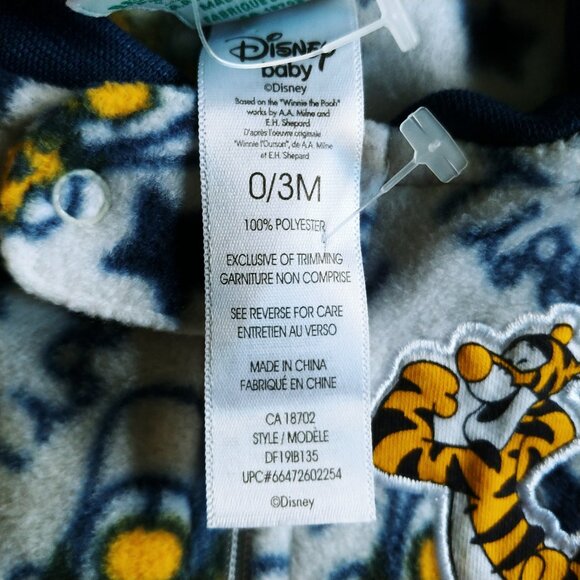 Disney
baby
©Disney
Based on the "Winnie the Pooh"
works by A.A. Milne and
E.H. Shepard
D'après l'oeuvre originale
"Winnie l'Ourson", de A.A. Milne
et E.H. Shepard
0/3M
100% POLYESTER
EXCLUSIVE OF TRIMMING
GARNITURE NON COMPRISE
SEE REVERSE FOR CARE
ENTRETIEN AU VERSO
MADE IN CHINA
FABRIQUÉ EN CHINE
CA 18702
STYLE / MODÈLE
DF19IB135
UPC#66472602254
©Disney